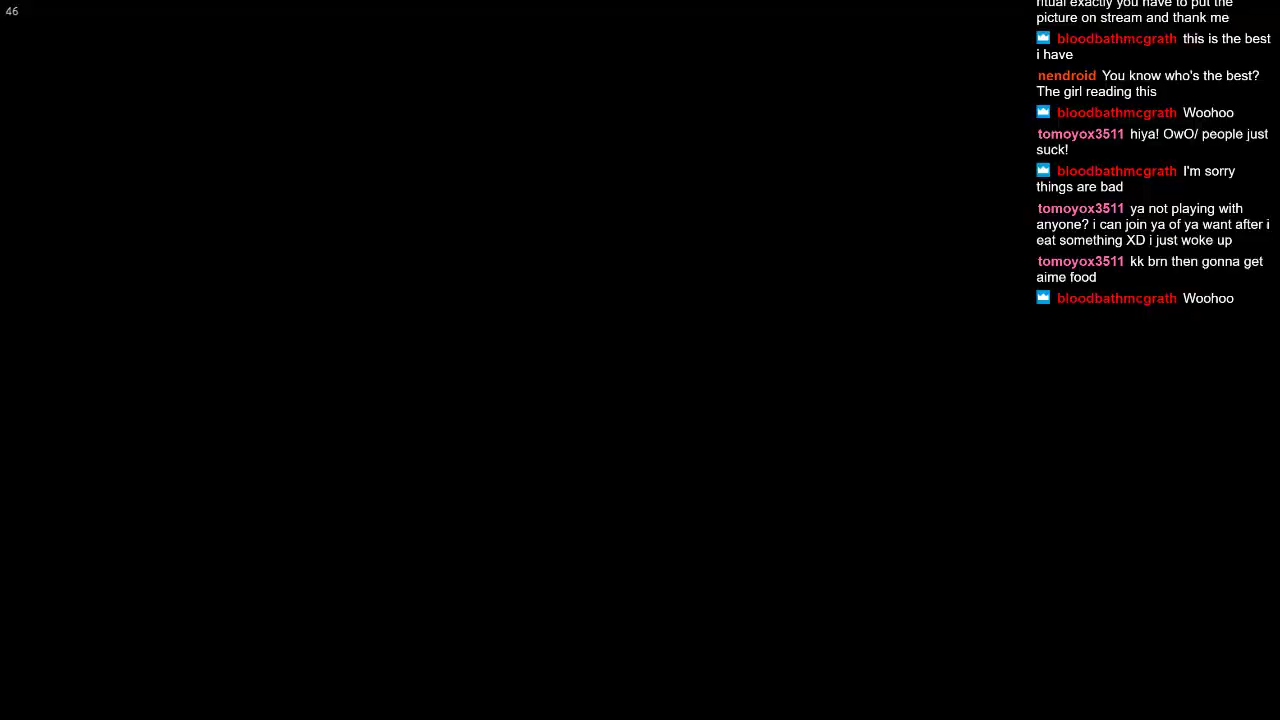 46
ritual exactly you have to put the
picture on stream and thank me
bloodbathmcgrath this is the best
i have
nendroid You know who's the best?
The girl reading this
bloodbathmcgrath Woohoo
tomoyox3511 hiya! OwO/ people just
suck!
bloodbathmcgrath I'm sorry
things are bad
tomoyox3511 ya not playing with
anyone? i can join ya of ya want after i
eat something XD i just woke up
tomoyox3511 kk brn then gonna get
aime food
bloodbathmcgrath Woohoo